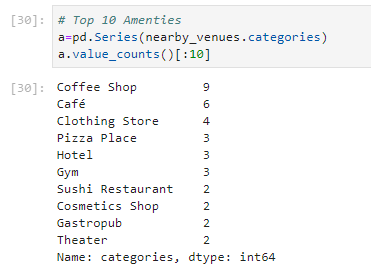 [30]: # Top 10 Amenties
a=pd.Series(nearby_venues.categories)
a.value_counts()[:10]
[30]: Coffee Shop 9
Café 6
Clothing Store 4
Pizza Place 3
Hotel 3
Gym 3
Sushi Restaurant 2
Cosmetics Shop 2
Gastropub 2
Theater 2
Name: categories, dtype: int64